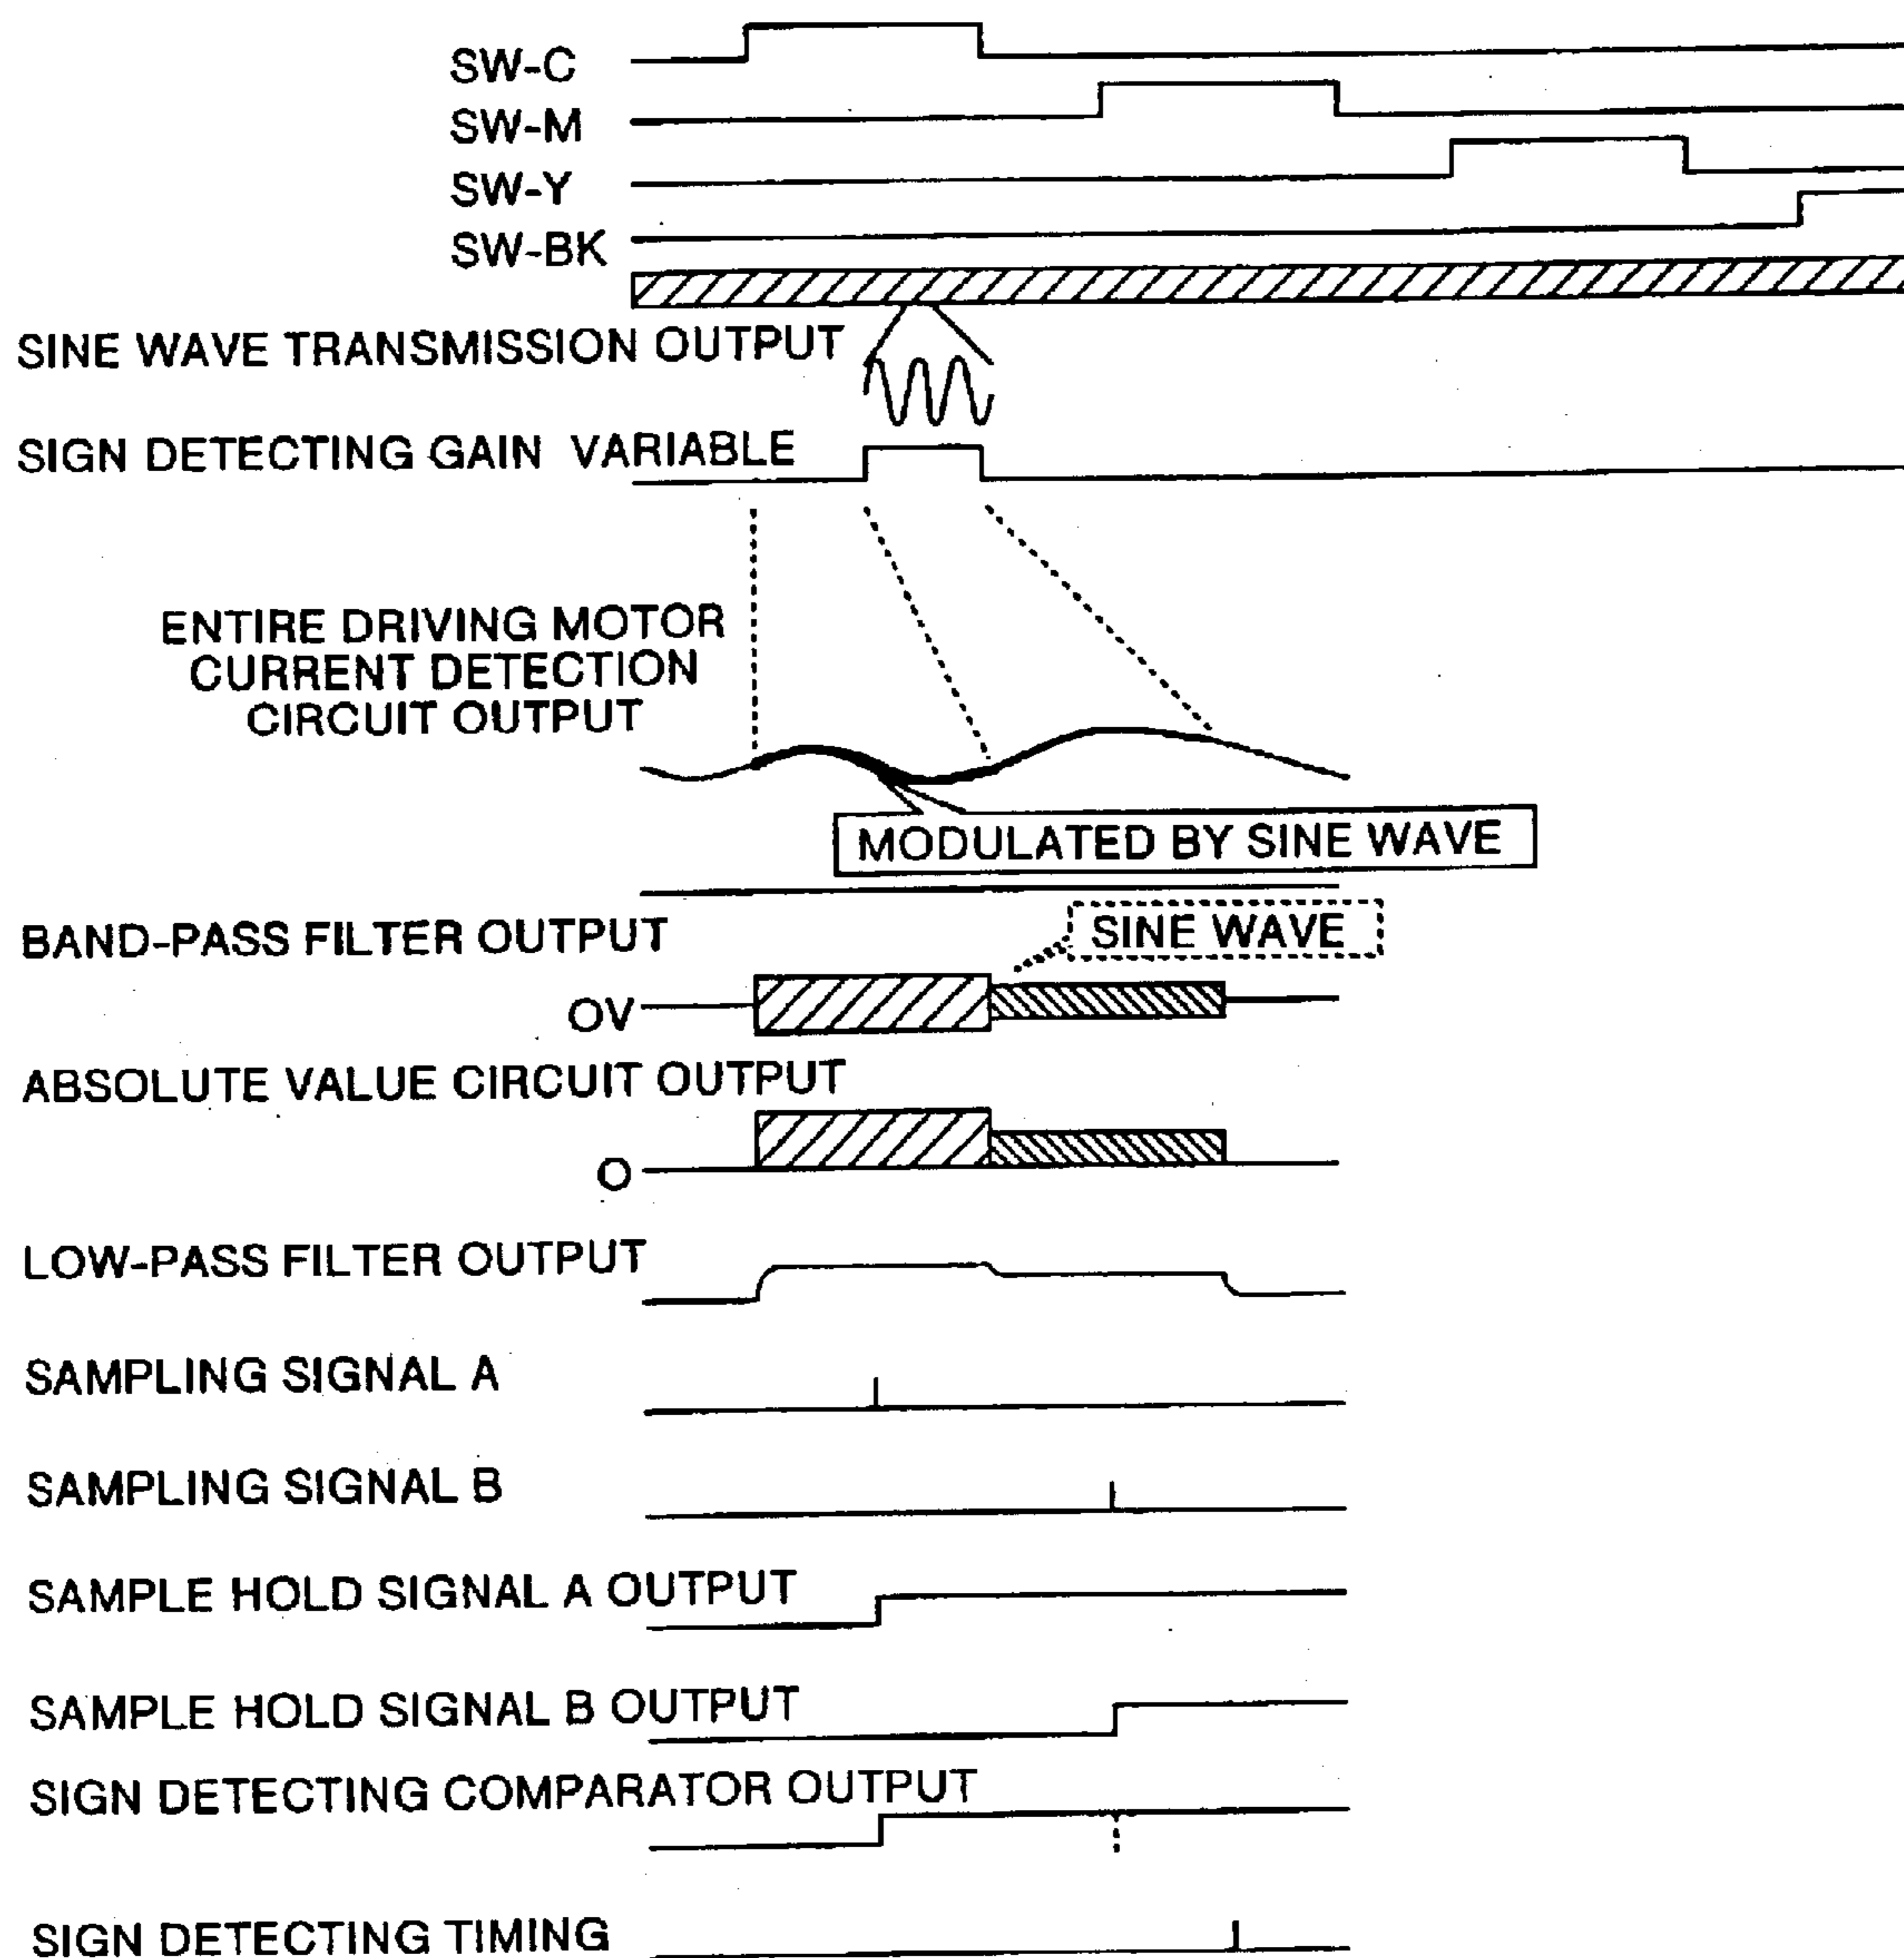 SW-C
SW-M
SW-Y
SW-BK
SINE WAVE TRANSMISSION OUTPUT
SIGN DETECTING GAIN VARIABLE
ENTIRE DRIVING MOTOR
CURRENT DETECTION
CIRCUIT OUTPUT
MODULATED BY SINE WAVE
BAND-PASS FILTER OUTPUT
SINE WAVE
OV
ABSOLUTE VALUE CIRCUIT OUTPUT
O
LOW-PASS FILTER OUTPUT
SAMPLING SIGNAL A
SAMPLING SIGNAL B
SAMPLE HOLD SIGNAL A OUTPUT
SAMPLE HOLD SIGNAL B OUTPUT
SIGN DETECTING COMPARATOR OUTPUT
SIGN DETECTING TIMING